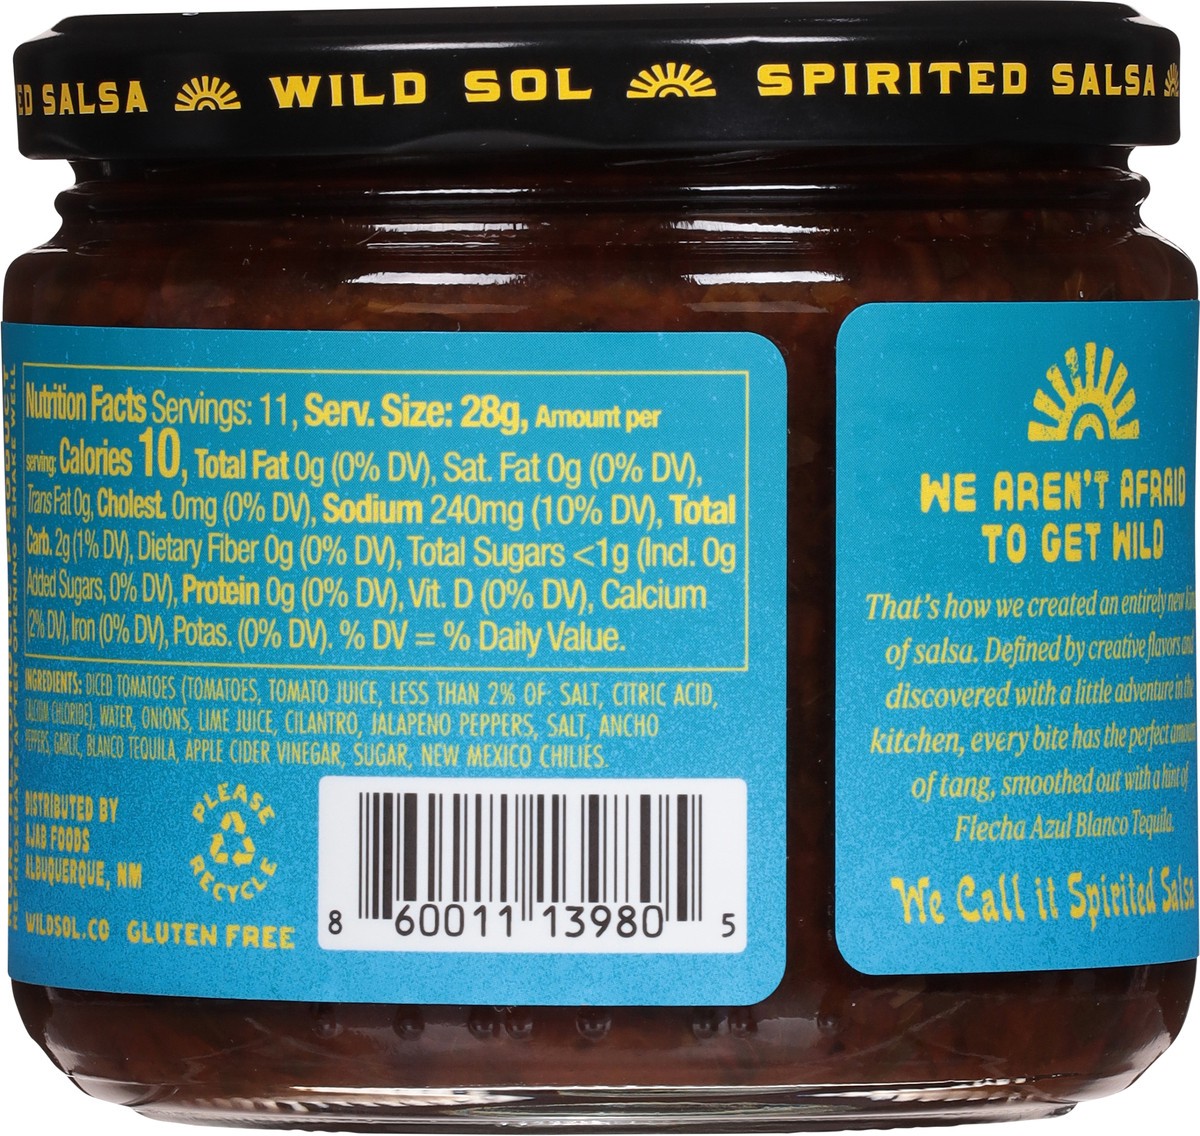 ED SALSA WILD SOL SPIRITED SALSA
Nutrition Facts Servings: 11, Serv. Size: 28g, Amount per
serving: Calories 10, Total Fat 0g (0% DV), Sat. Fat 0g (0% DV),
Trans Fat 0g, Cholest. 0mg (0% DV), Sodium 240mg (10% DV), Total
Carb. 2g (1% DV), Dietary Fiber 0g (0% DV), Total Sugars <1g (Incl. 0g
Added Sugars, 0% DV), Protein 0g (0% DV), Vit. D (0% DV), Calcium
(2% DV), Iron (0% DV), Potas. (0% DV). % DV = % Daily Value.
INGREDIENTS: DICED TOMATOES (TOMATOES, TOMATO JUICE, LESS THAN 2% OF: SALT, CITRIC ACID,
CALCIUM CHLORIDE), WATER, ONIONS, LIME JUICE, CILANTRO, JALAPENO PEPPERS, SALT, ANCHO
PEPPERS, GARLIC, BLANCO TEQUILA, APPLE CIDER VINEGAR, SUGAR, NEW MEXICO CHILIES.
DISTRIBUTED BY
AJAB FOODS
ALBUQUERQUE, NM
WILDSOL.CO GLUTEN FREE
PLEASE
RECYCLE
8 60011 13980 5
WE AREN'T AFRAID
TO GET WILD
That's how we created an entirely new
of salsa. Defined by creative flavors and
discovered with a little adventure in the
kitchen, every bite has the perfect amount
of tang, smoothed out with a hint of
Flecha Azul Blanco Tequila.
We Call it Spirited Salsa
REFRIGERATE AFTER OPENING SHAKE WELL